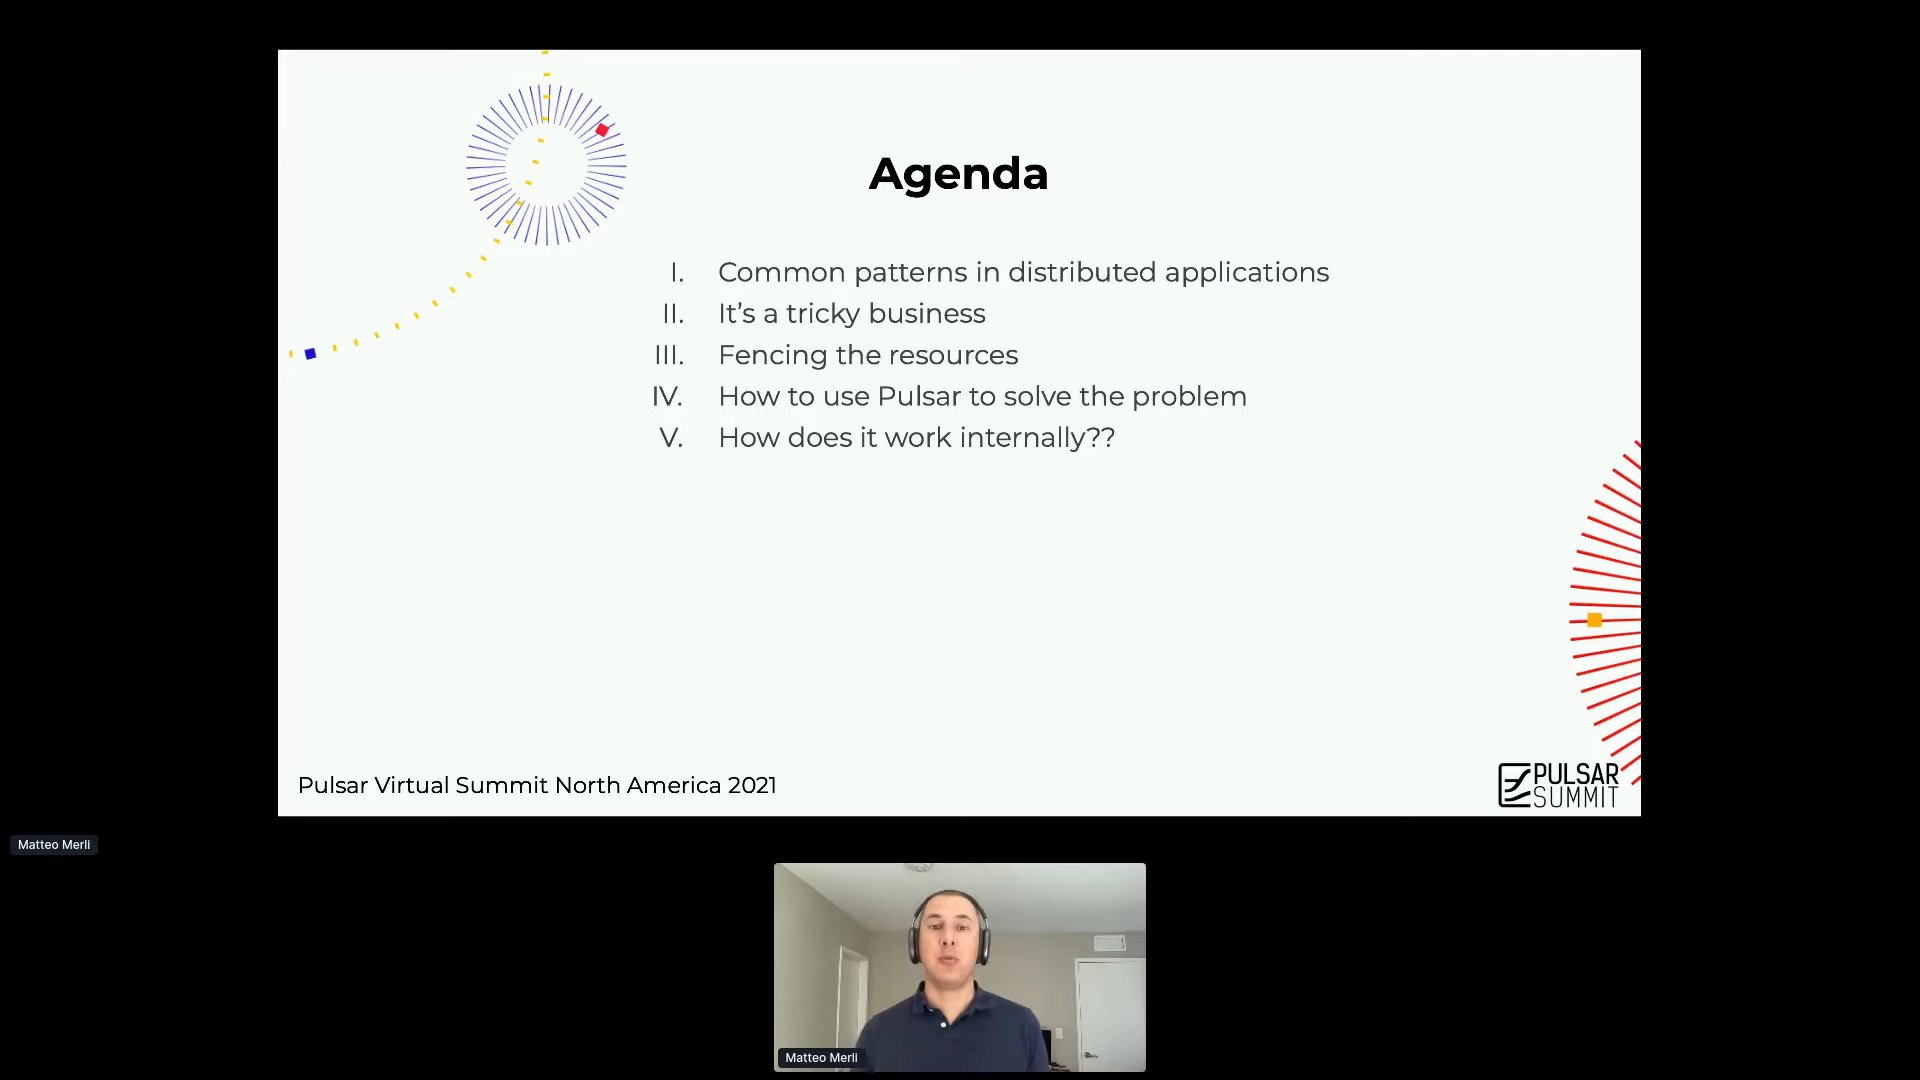 Agenda
I. Common patterns in distributed applications
II. It’s a tricky business
III. Fencing the resources
IV. How to use Pulsar to solve the problem
V. How does it work internally??
Pulsar Virtual Summit North America 2021
PULSAR
SUMMIT
Matteo Merli
Matteo Merli